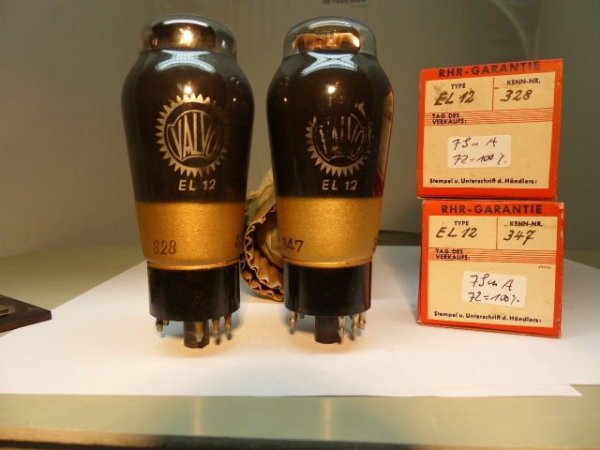 VALVO
EL 12
328
VALVO
EL 12
347
RHR-GARANTIE
TYPE
KENN-NR.
EL 12
328
TAG DES
VERKAUFS:
75 m A
72 = 100 %
Stempel u. Unterschrift d. Händlers:
RHR-GARANTIE
TYPE
KENN-NR.
EL 12
347
TAG DES
VERKAUFS:
75 m A
72 = 100 %
Stempel u. Unterschrift d. Händlers: